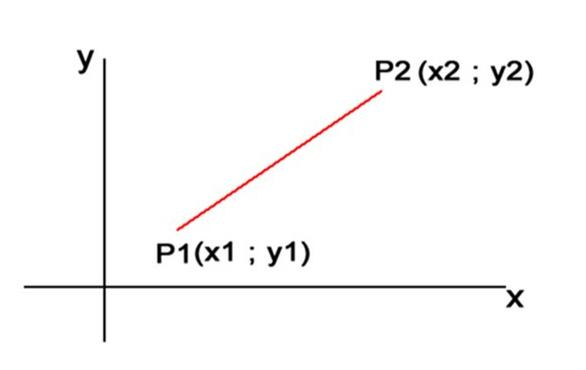 y
P2 (x2 ; y2)
P1(x1 ; y1)
x